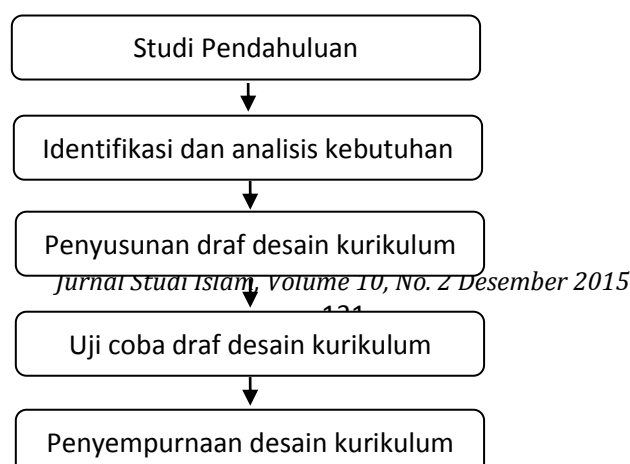 Studi Pendahuluan
Identifikasi dan analisis kebutuhan
Penyusunan draf desain kurikulum
Jurnal Studi Islam, Volume 10, No. 2 Desember 2015
Uji coba draf desain kurikulum
Penyempurnaan desain kurikulum